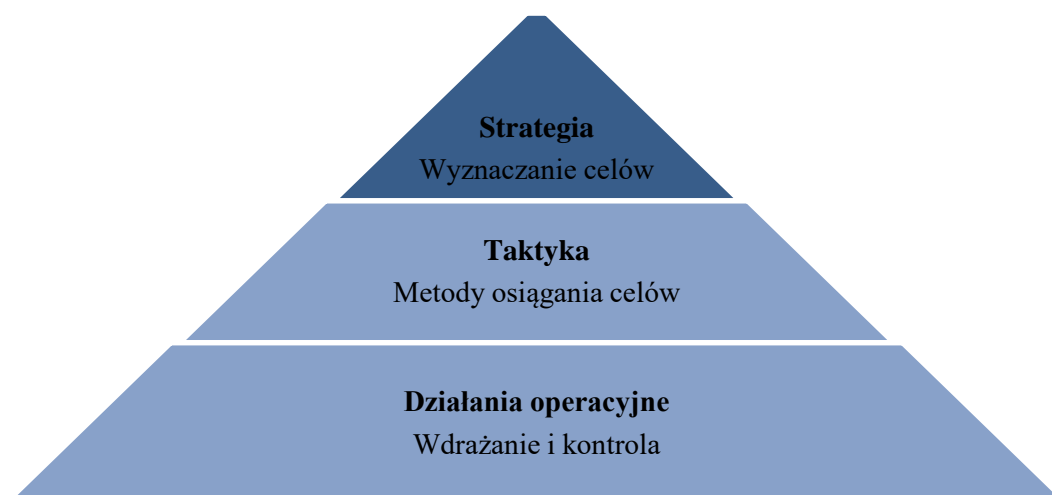 Strategia
Wyznaczanie celów
Taktyka
Metody osiągania celów
Działania operacyjne
Wdrażanie i kontrola